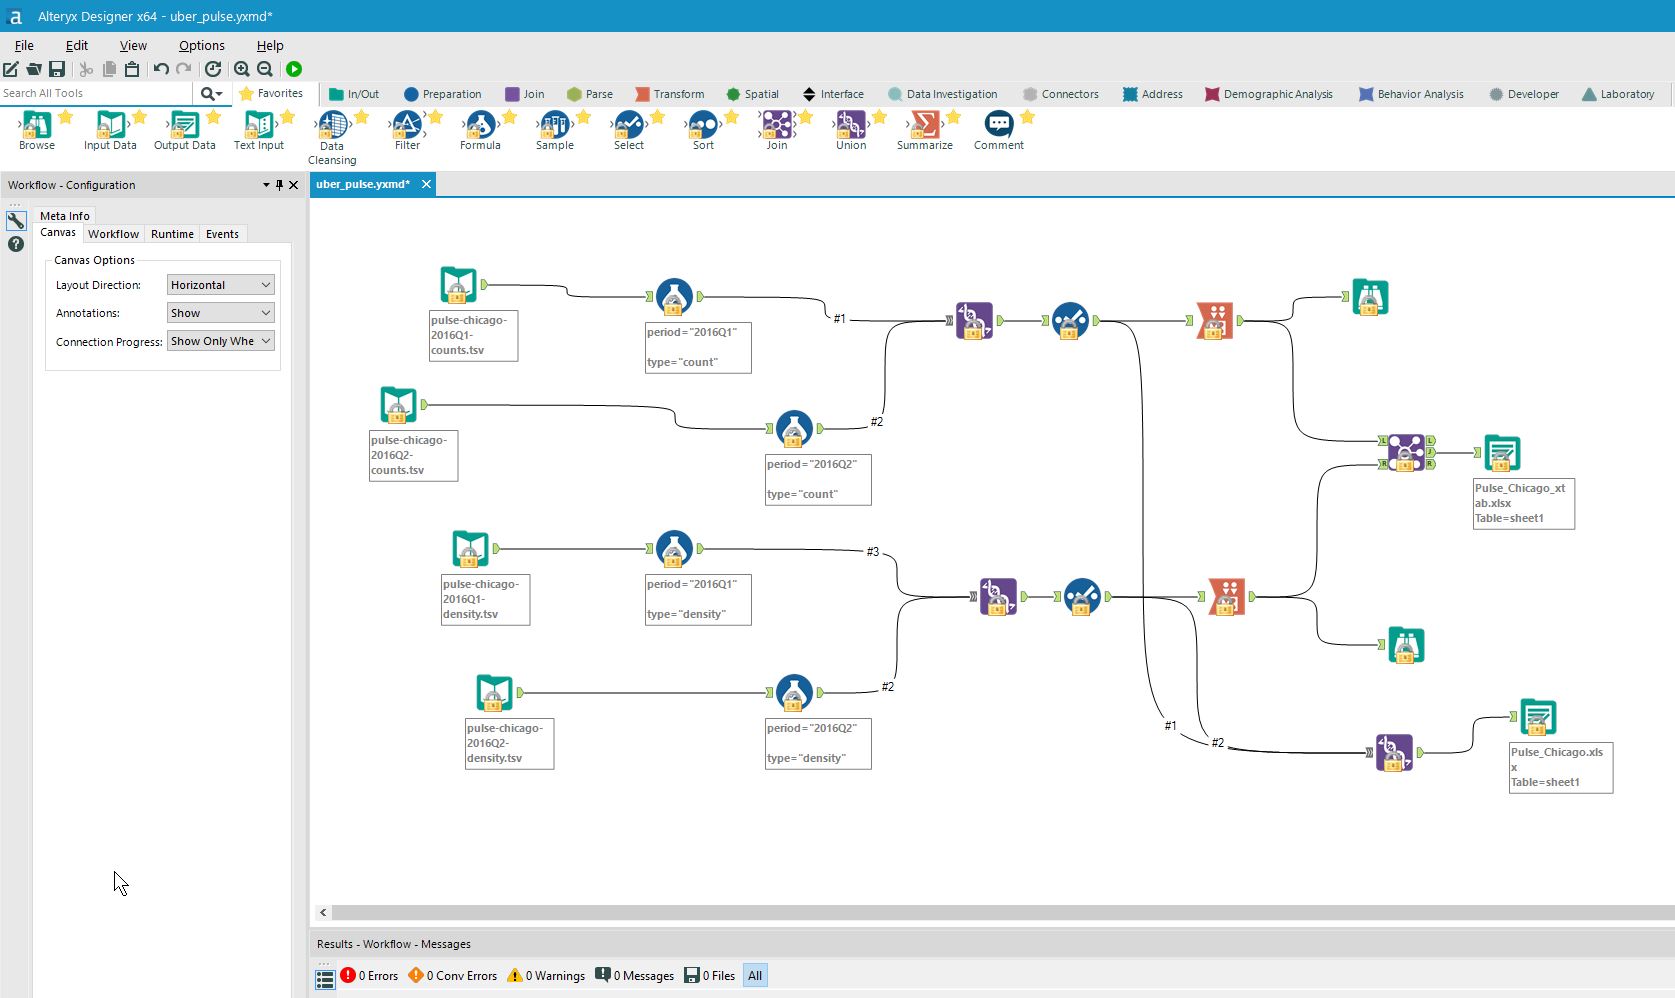 Alteryx Designer x64 - uber_pulse.yxmd*
File Edit View Options Help
Search All Tools Favorites In/Out Preparation Join Parse Transform Spatial Interface Data Investigation Connectors Address Demographic Analysis Behavior Analysis Developer Laboratory
Browse Input Data Output Data Text Input Data Cleansing Filter Formula Sample Select Sort Join Union Summarize Comment
Workflow - Configuration
uber_pulse.yxmd*
Meta Info
Canvas Workflow Runtime Events
Canvas Options
Layout Direction: Horizontal
Annotations: Show
Connection Progress: Show Only Whe
pulse-chicago-
2016Q1-
counts.tsv
period="2016Q1"
type="count"
#1
pulse-chicago-
2016Q2-
counts.tsv
period="2016Q2"
type="count"
#2
L
R
L
J
R
Pulse_Chicago_xt
ab.xlsx
Table=sheet1
pulse-chicago-
2016Q1-
density.tsv
period="2016Q1"
type="density"
#3
pulse-chicago-
2016Q2-
density.tsv
period="2016Q2"
type="density"
#2
#1
#2
Pulse_Chicago.xls
x
Table=sheet1
Results - Workflow - Messages
0 Errors 0 Conv Errors 0 Warnings 0 Messages 0 Files All